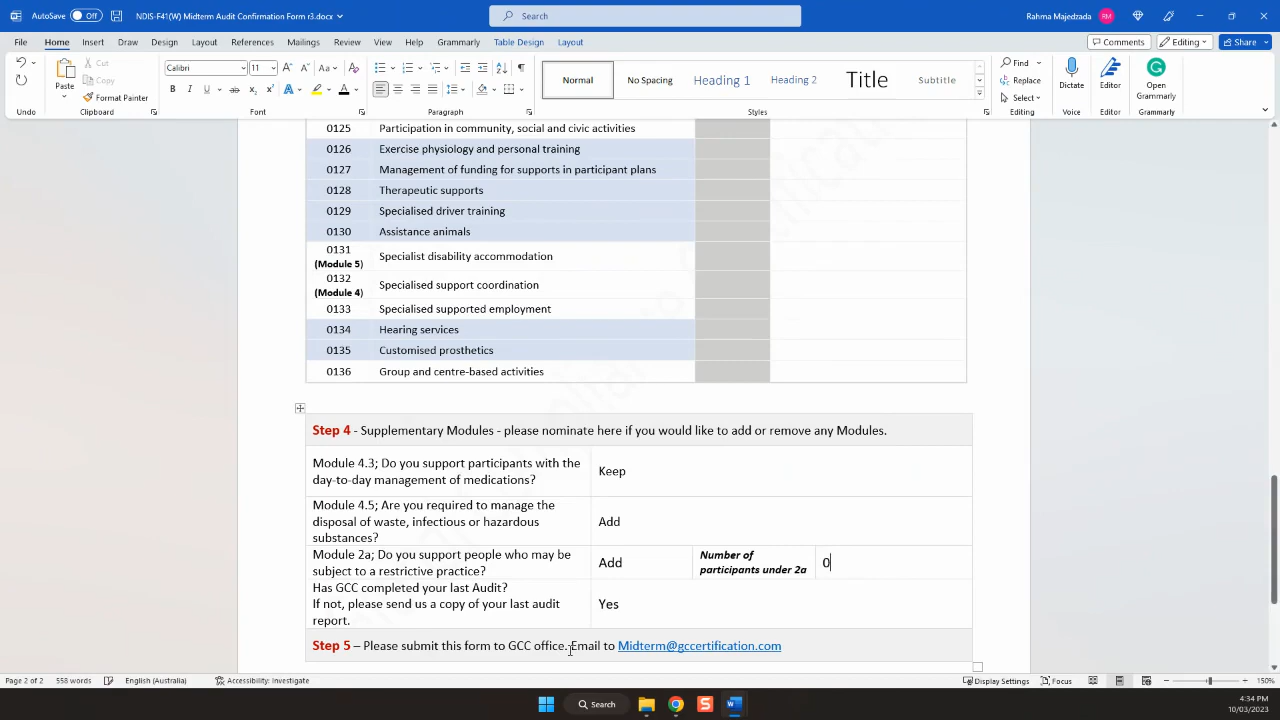 AutoSave Off NDIS-F41(W) Midterm Audit Confirmation Form r3.docx Search Rahma Majedzada RM
File Home Insert Draw Design Layout References Mailings Review View Help Grammarly Table Design Layout Comments Editing Share
Cut
Copy
Format Painter
Paste
Calibri 11
Normal No Spacing Heading 1 Heading 2 Title Subtitle
Find
Replace
Select
Dictate Editor Open Grammarly
Undo Clipboard Font Paragraph Styles Editing Voice Editor Grammarly
0125 Participation in community, social and civic activities
0126 Exercise physiology and personal training
0127 Management of funding for supports in participant plans
0128 Therapeutic supports
0129 Specialised driver training
0130 Assistance animals
0131 (Module 5) Specialist disability accommodation
0132 (Module 4) Specialised support coordination
0133 Specialised supported employment
0134 Hearing services
0135 Customised prosthetics
0136 Group and centre-based activities
Step 4 - Supplementary Modules - please nominate here if you would like to add or remove any Modules.
Module 4.3; Do you support participants with the
day-to-day management of medications?
Keep
Module 4.5; Are you required to manage the
disposal of waste, infectious or hazardous
substances?
Add
Module 2a; Do you support people who may be
subject to a restrictive practice?
Add
Number of
participants under 2a
0
Has GCC completed your last Audit?
If not, please send us a copy of your last audit
report.
Yes
Step 5 – Please submit this form to GCC office. Email to Midterm@gccertification.com
Page 2 of 2 558 words English (Australia) Accessibility: Investigate Display Settings Focus 150%
Search
4:34 PM
10/03/2023